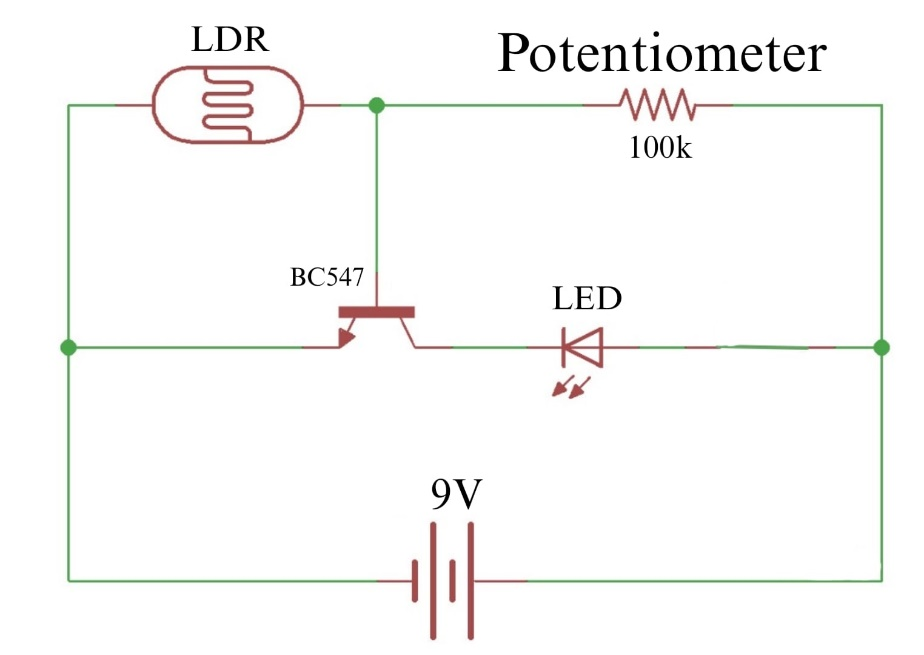 LDR
Potentiometer
100k
BC547
LED
9V